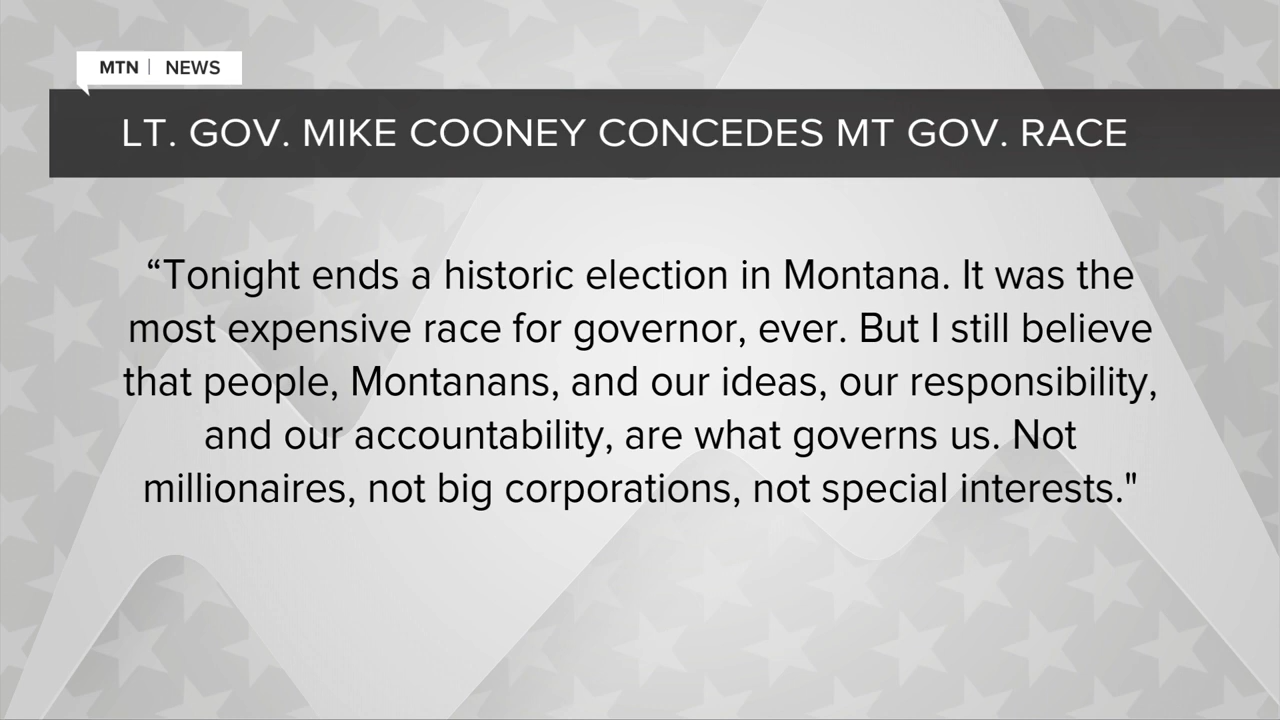 MTN | NEWS
LT. GOV. MIKE COONEY CONCEDES MT GOV. RACE
“Tonight ends a historic election in Montana. It was the
most expensive race for governor, ever. But I still believe
that people, Montanans, and our ideas, our responsibility,
and our accountability, are what governs us. Not
millionaires, not big corporations, not special interests."